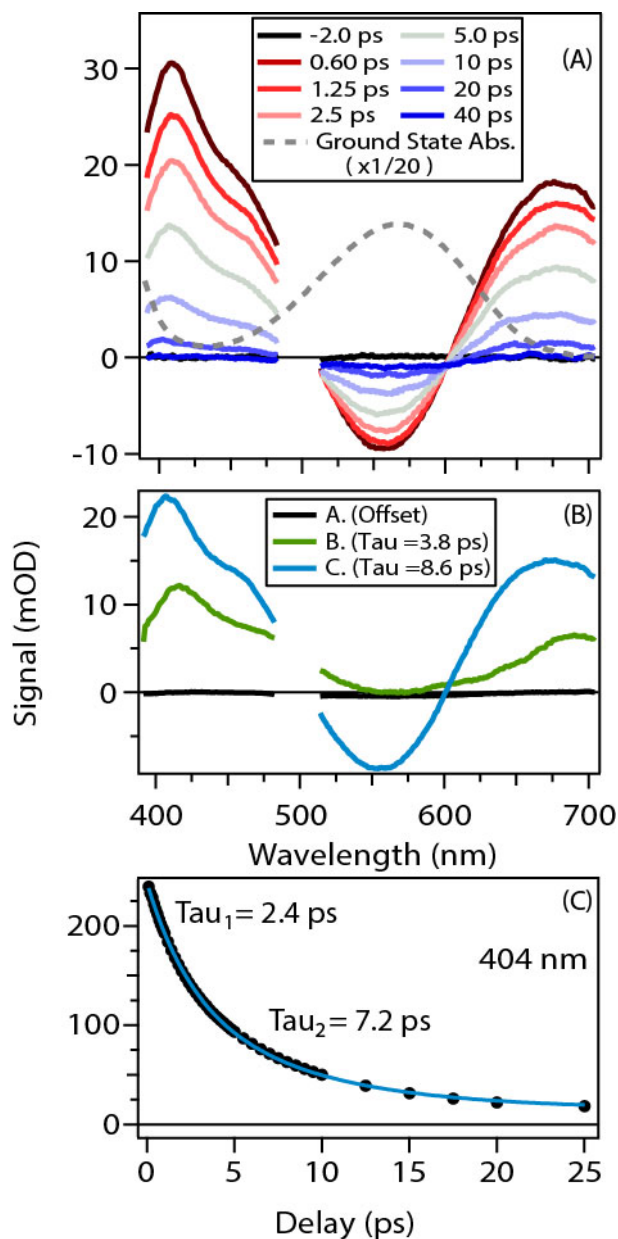 -2.0 ps 5.0 ps (A)
0.60 ps 10 ps
1.25 ps 20 ps
2.5 ps 40 ps
Ground State Abs.
( x1/20 )
30
20
10
0
-10
A. (Offset) (B)
B. (Tau =3.8 ps)
C. (Tau =8.6 ps)
20
10
0
Signal (mOD)
400 500 600 700
Wavelength (nm)
(C)
Tau1= 2.4 ps
404 nm
Tau2= 7.2 ps
200
100
0
0 5 10 15 20 25
Delay (ps)